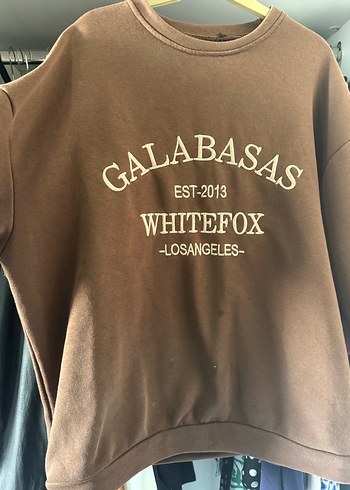 GALABASAS
EST-2013
WHITEFOX
-LOSANGELES-